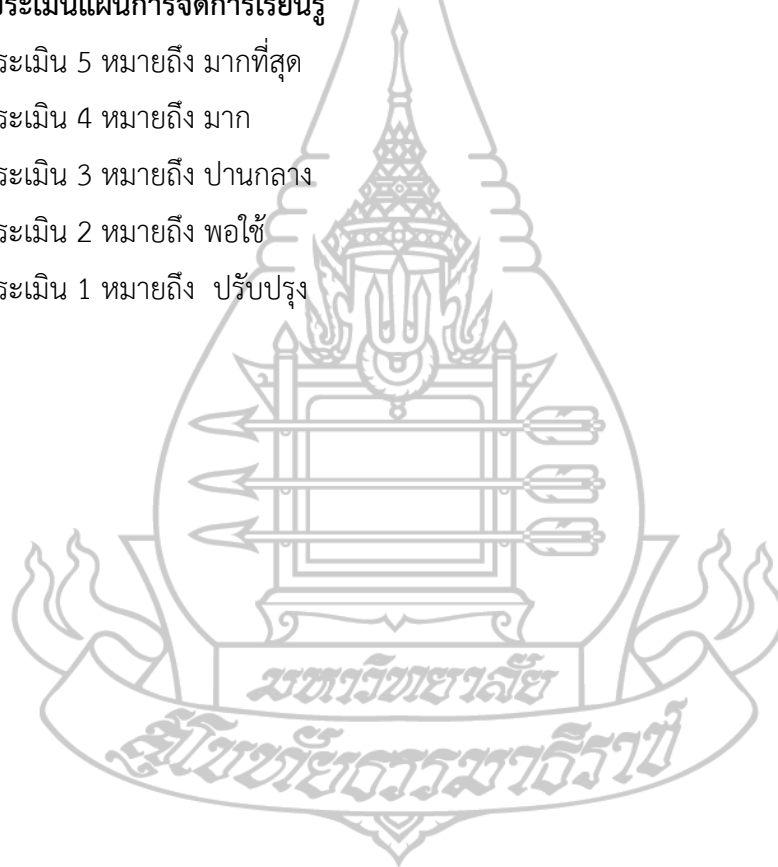 ประเมินแผนการจัดการเรียนรู้
ระเมิน 5 หมายถึง มากที่สุด
ระเมิน 4 หมายถึง มาก
ระเมิน 3 หมายถึง ปานกลาง
ระเมิน 2 หมายถึง พอใช้
ระเมิน 1 หมายถึง ปรับปรุง
มหาวิทยาลัย
สุโขทัยธรรมาธิราช